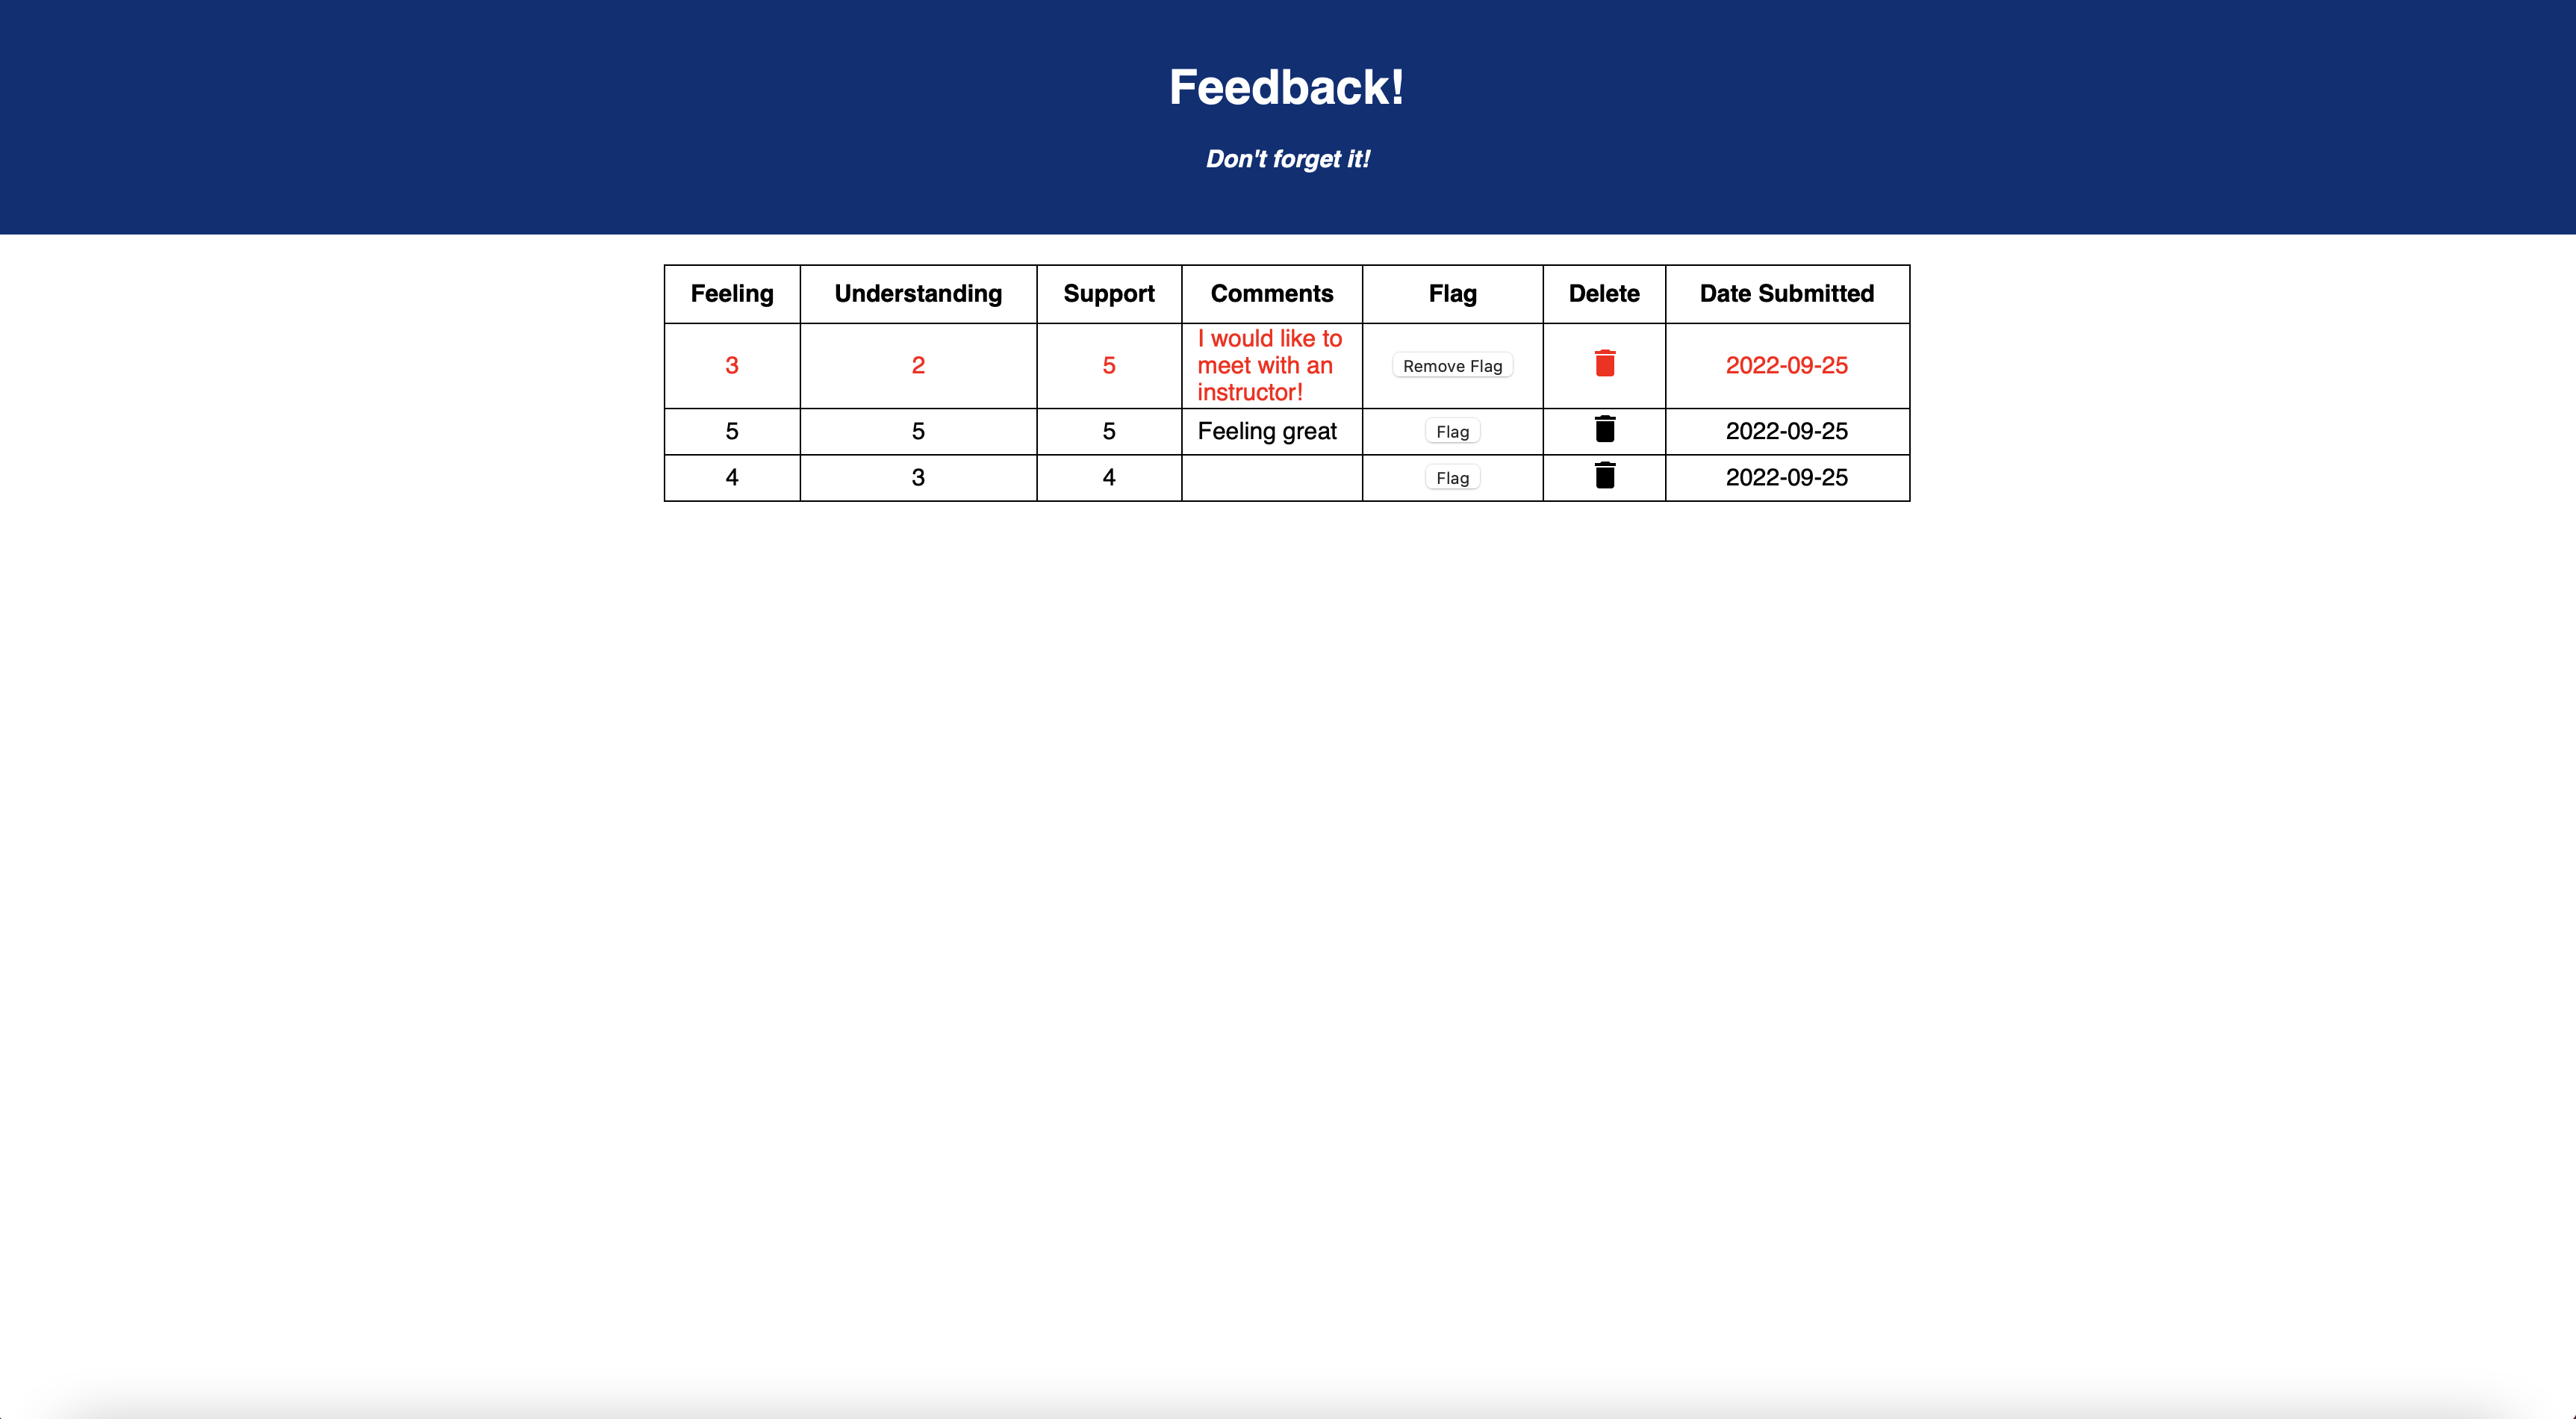 Feedback!
Don't forget it!
Feeling Understanding Support Comments Flag Delete Date Submitted
3 2 5 I would like to
meet with an
instructor! Remove Flag 2022-09-25
5 5 5 Feeling great Flag 2022-09-25
4 3 4 Flag 2022-09-25